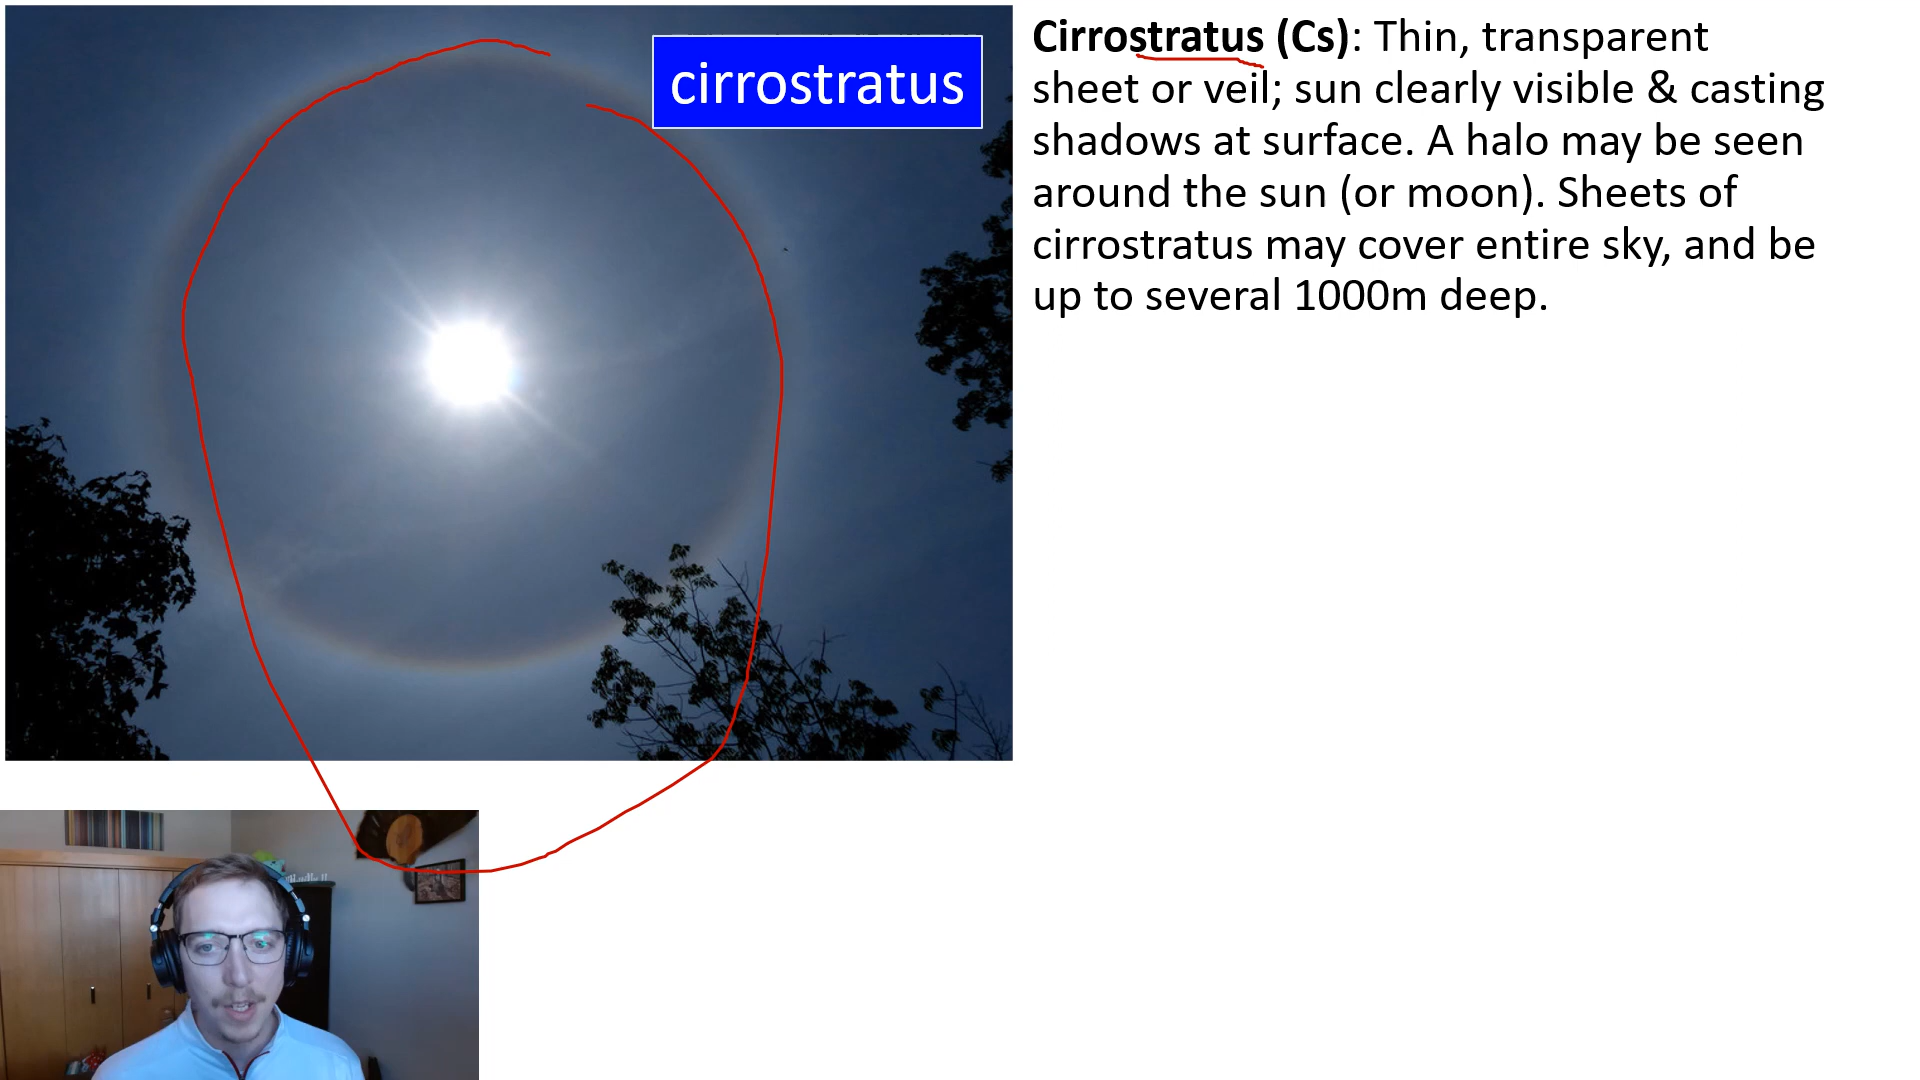 cirrostratus
Cirrostratus (Cs): Thin, transparent
sheet or veil; sun clearly visible & casting
shadows at surface. A halo may be seen
around the sun (or moon). Sheets of
cirrostratus may cover entire sky, and be
up to several 1000m deep.